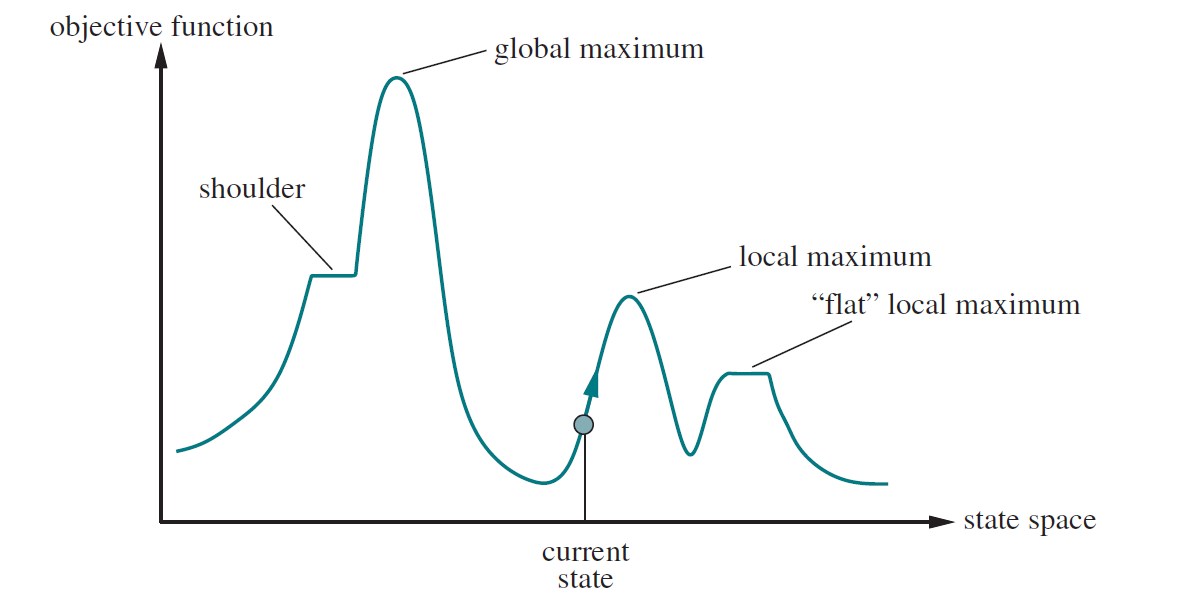 objective function
global maximum
shoulder
local maximum
“flat” local maximum
state space
current
state